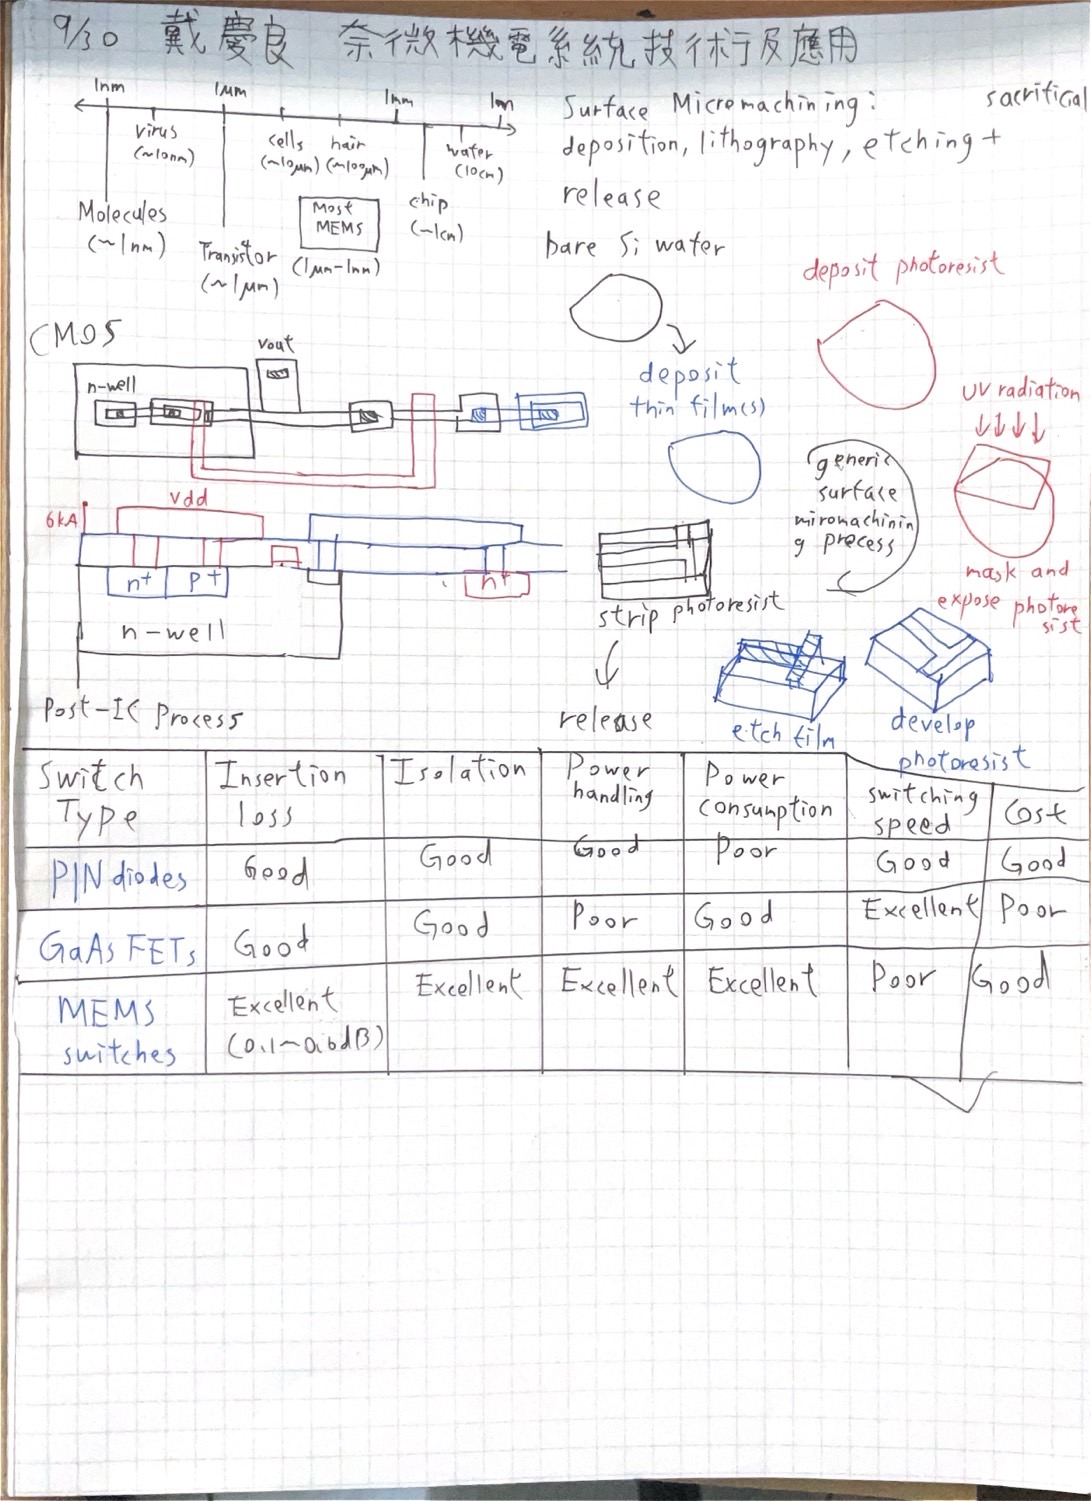 9/30 戴慶良 奈微機電系統技術及應用
1nm 1μm 1mm 1m
virus
(~10nm)
cells
(~10μm)
hair
(~100μm)
water
(10cm)
Molecules
(~1nm)
Transistor
(~1μm)
Most
MEMS
(1μm-1mm)
chip
(~1cm)
Surface Micromachining: sacrificial
deposition, lithography, etching +
release
bare Si water
deposit photoresist
deposit
thin film(s)
UV radiation
generic
surface
miromachinin
g process
mask and
expose photore
sist
strip photoresist
release
etch film
develop
photoresist
CMOS
Vout
n-well
Vdd
6kA
n+ p+ n+
n-well
Post-IC Process
Switch Type Insertion loss Isolation Power handling Power consumption switching speed Cost
PIN diodes Good Good Good Poor Good Good
GaAs FETs Good Good Poor Good Excellent Poor
MEMS switches Excellent (0.1~0.6dB) Excellent Excellent Excellent Poor Good